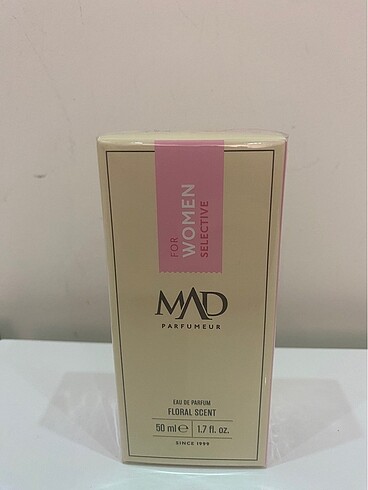 FOR
WOMEN
SELECTIVE
MAD
PARFUMEUR
EAU DE PARFUM
FLORAL SCENT
50 ml℮ | 1.7 fl. oz.
SINCE 1999